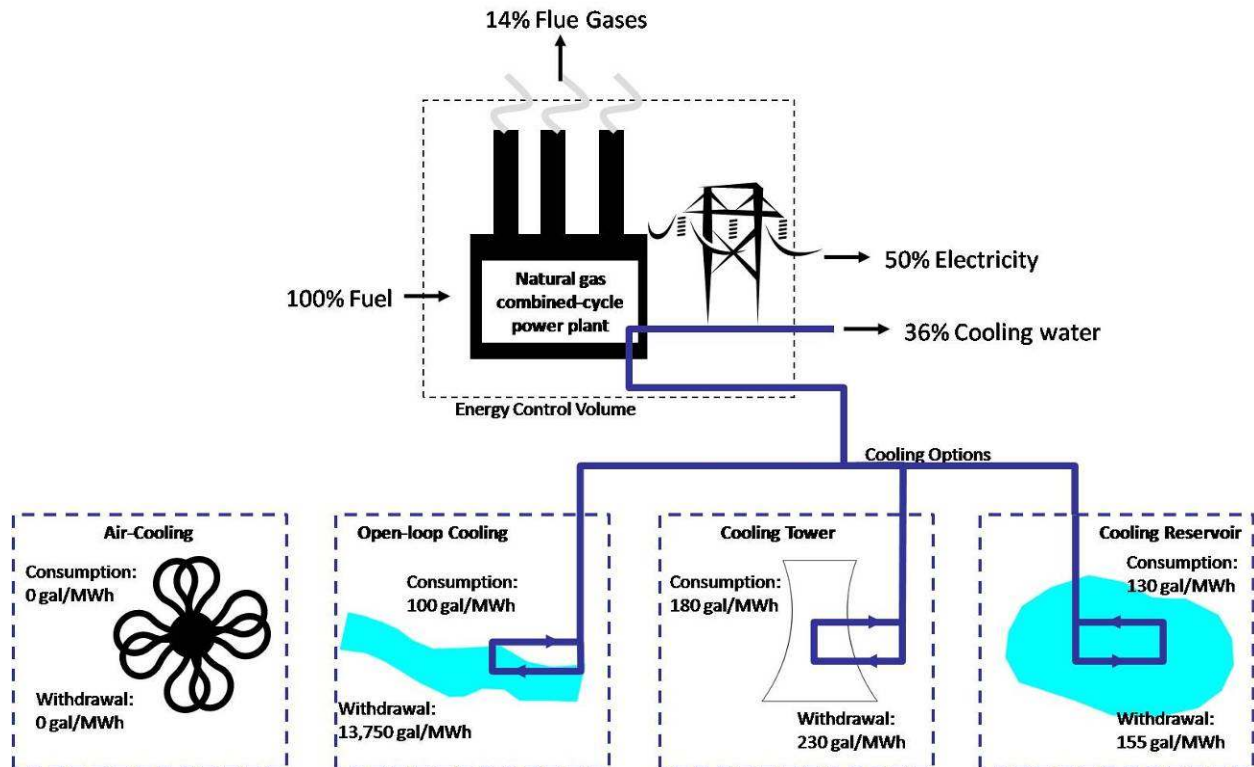 14% Flue Gases
100% Fuel
Natural gas
combined-cycle
power plant
50% Electricity
36% Cooling water
Energy Control Volume
Cooling Options
Air-Cooling
Consumption:
0 gal/MWh
Withdrawal:
0 gal/MWh
Open-loop Cooling
Consumption:
100 gal/MWh
Withdrawal:
13,750 gal/MWh
Cooling Tower
Consumption:
180 gal/MWh
Withdrawal:
230 gal/MWh
Cooling Reservoir
Consumption:
130 gal/MWh
Withdrawal:
155 gal/MWh